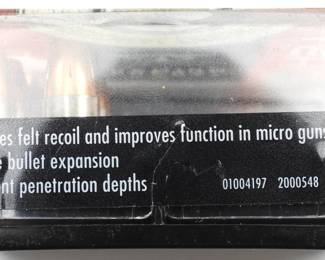 es felt recoil and improves function in micro guns
e bullet expansion
nt penetration depths
01004197 2000548